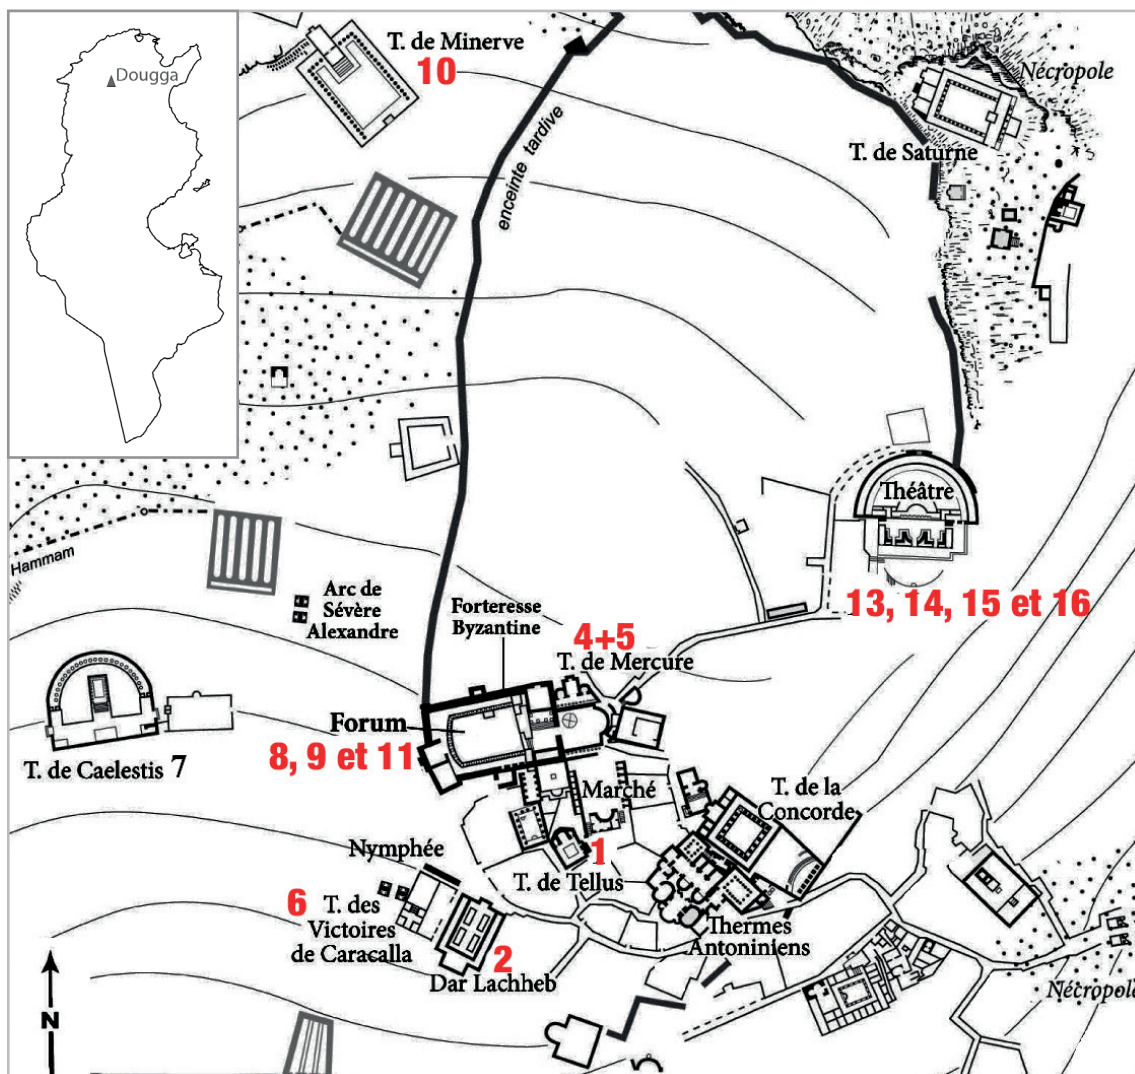 Dougga
T. de Minerve
10
Nécropole
T. de Saturne
enceinte tardive
Théâtre
Hammam
13, 14, 15 et 16
Arc de
Sévère
Alexandre
Forteresse
Byzantine
4+5
T. de Mercure
Forum
8, 9 et 11
T. de Caelestis 7
Marché
T. de la
Concorde
1
T. de Tellus
Nymphée
6
T. des
Victoires
de Caracalla
2
Dar Lachheb
Thermes
Antoniniens
Nécropole
N